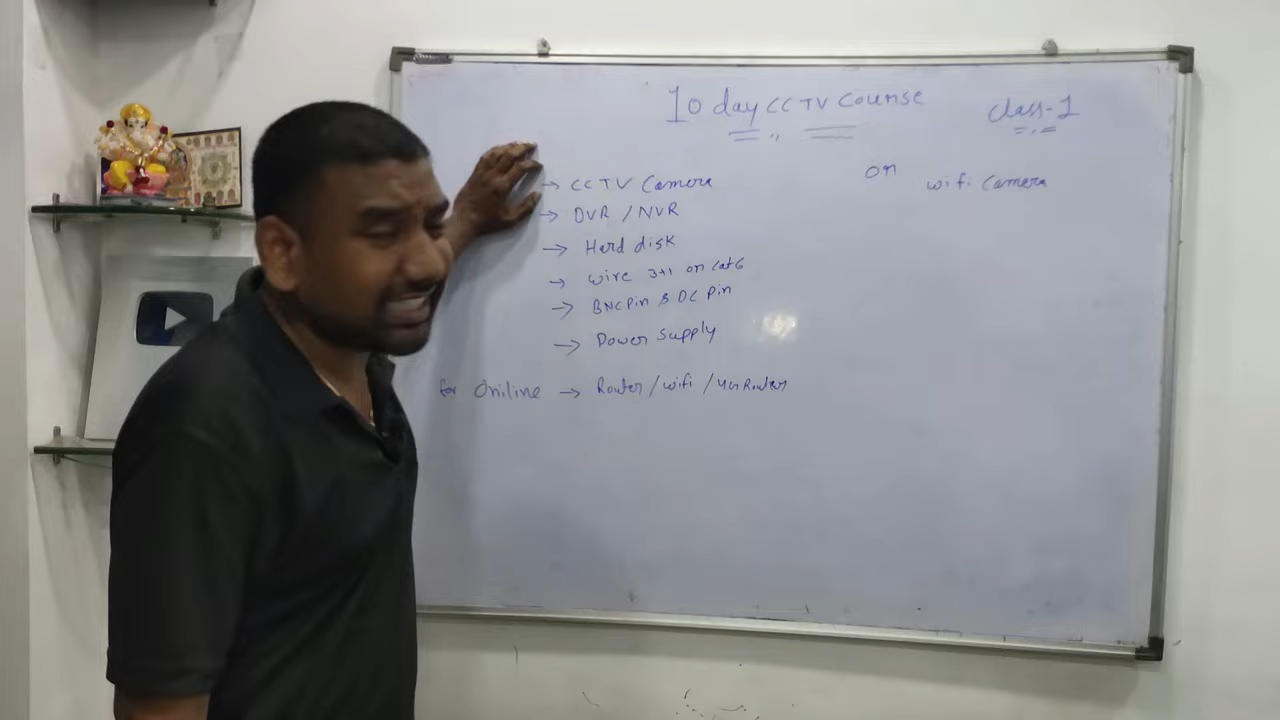 10 day CCTV Course
Class-1
→ CCTV Camera
or
wifi Camera
→ DVR / NVR
→ Hard disk
→ wire 3+1 or cat6
→ BNC Pin & DC Pin
→ Power Supply
for Online → Router / wifi / 4G Router